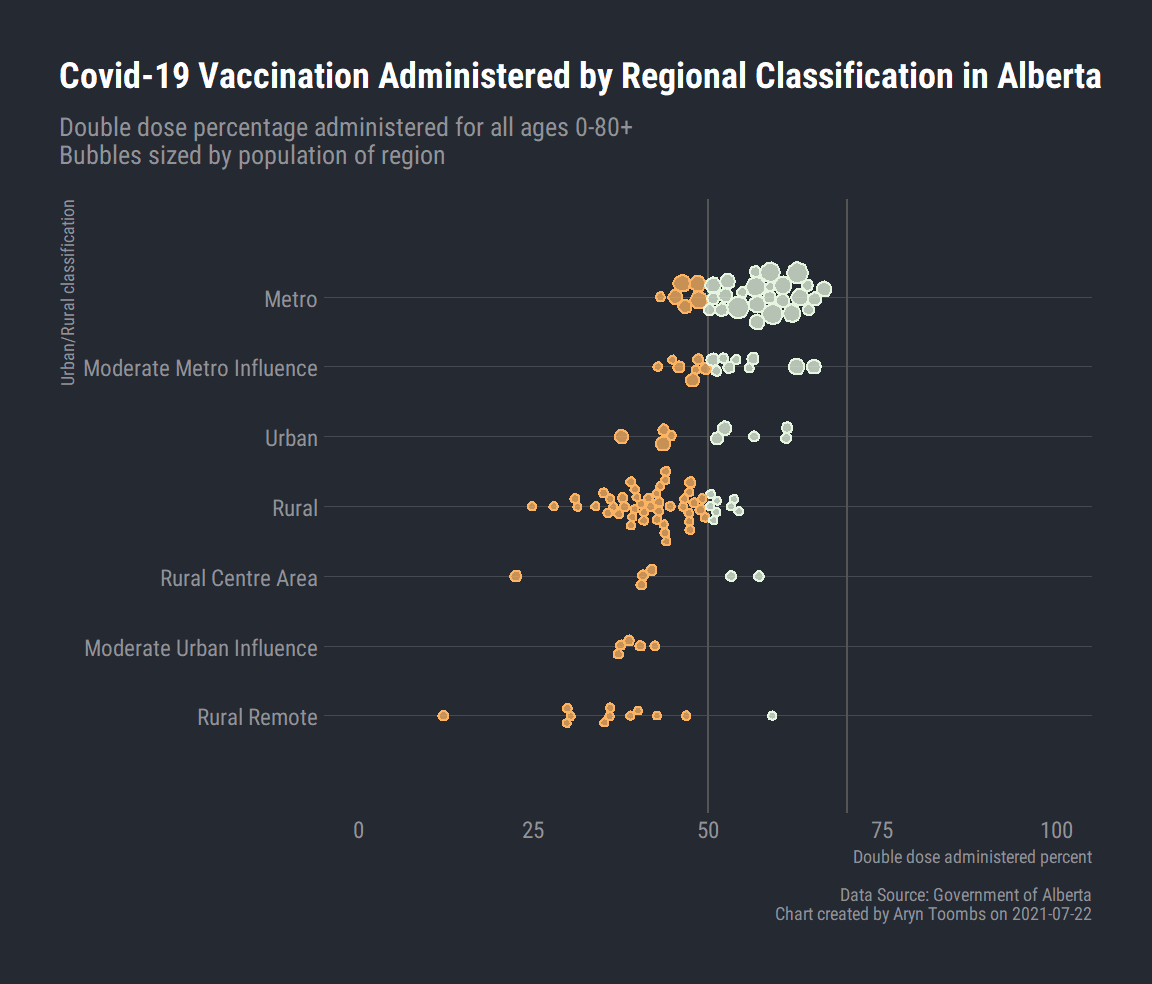 Covid-19 Vaccination Administered by Regional Classification in Alberta
Double dose percentage administered for all ages 0-80+
Bubbles sized by population of region
Urban/Rural classification
Metro
Moderate Metro Influence
Urban
Rural
Rural Centre Area
Moderate Urban Influence
Rural Remote
0 25 50 75 100
Double dose administered percent
Data Source: Government of Alberta
Chart created by Aryn Toombs on 2021-07-22